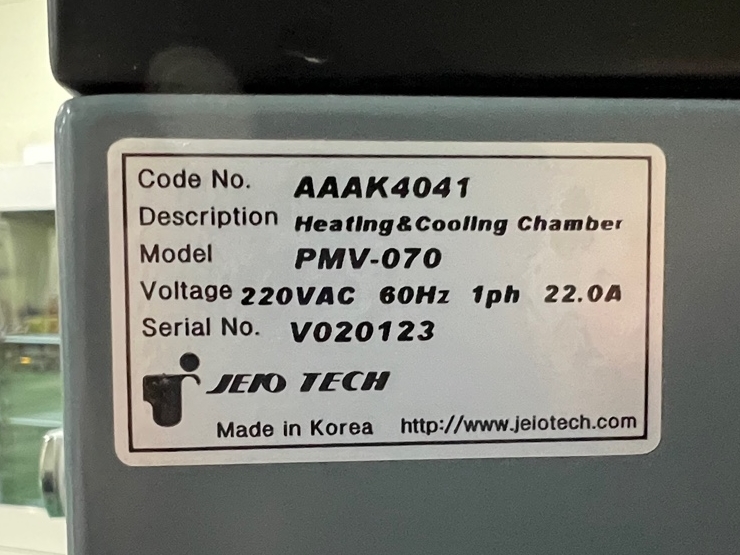 Code No. AAAK4041
Description Heating&Cooling Chamber
Model PMV-070
Voltage 220VAC 60Hz 1ph 22.0A
Serial No. V020123
JEIO TECH
Made in Korea http://www.jeiotech.com